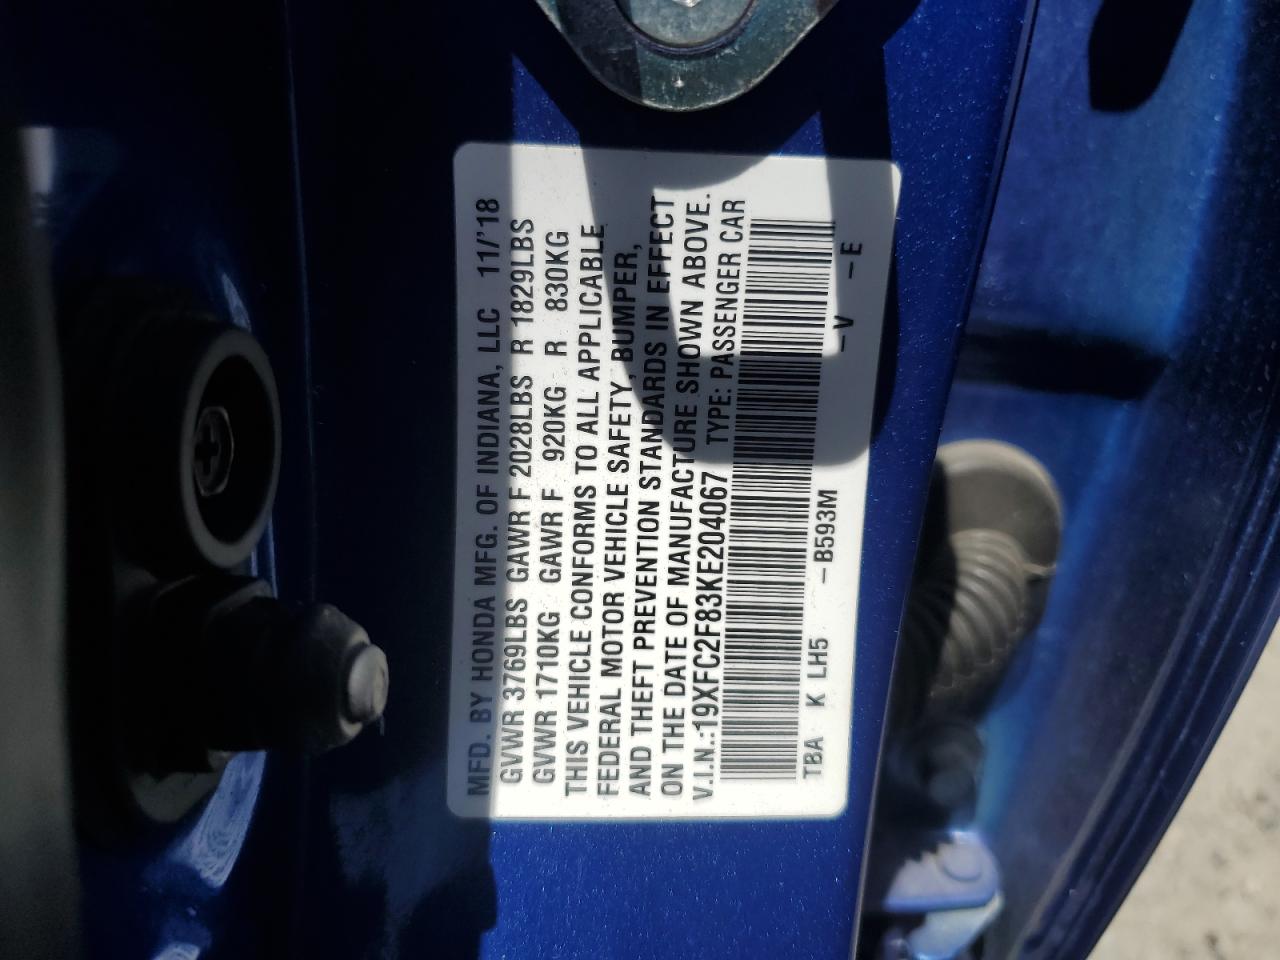 MFD. BY HONDA MFG. OF INDIANA, LLC 11/'18
GVWR 3769LBS GAWR F 2028LBS R 1829LBS
GVWR 1710KG GAWR F 920KG R 830KG
THIS VEHICLE CONFORMS TO ALL APPLICABLE
FEDERAL MOTOR VEHICLE SAFETY, BUMPER,
AND THEFT PREVENTION STANDARDS IN EFFECT
ON THE DATE OF MANUFACTURE SHOWN ABOVE.
V.I.N.:19XFC2F83KE204067 TYPE: PASSENGER CAR
TBA K LH5 -B593M -V -E